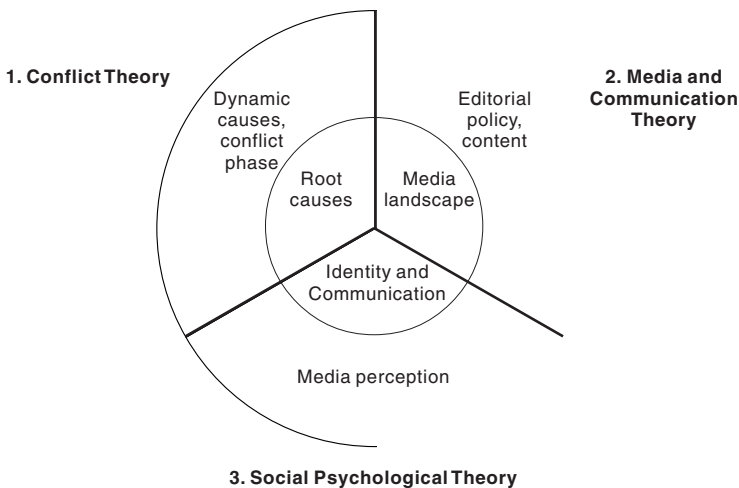 1. Conflict Theory
2. Media and
Communication
Theory
Dynamic
causes,
conflict
phase
Editorial
policy,
content
Root
causes
Media
landscape
Identity and
Communication
Media perception
3. Social Psychological Theory